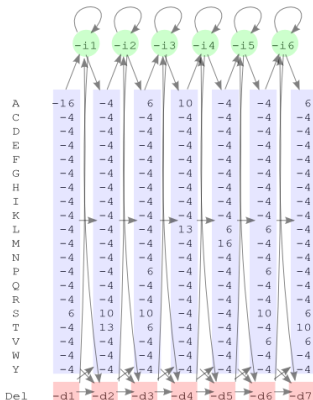 -i1 -i2 -i3 -i4 -i5 -i6
A -16 -4 6 10 -4 -4 6
C -4 -4 -4 -4 -4 -4 -4
D -4 -4 -4 -4 -4 -4 -4
E -4 -4 -4 -4 -4 -4 -4
F -4 -4 -4 -4 -4 -4 -4
G -4 -4 -4 -4 -4 -4 -4
H -4 -4 -4 -4 -4 -4 -4
I -4 -4 -4 -4 -4 -4 -4
K -4 -4 -4 -4 -4 -4 -4
L -4 -4 -4 13 6 6 -4
M -4 -4 -4 -4 16 -4 -4
N -4 -4 -4 -4 -4 -4 -4
P -4 -4 6 -4 -4 6 -4
Q -4 -4 -4 -4 -4 -4 -4
R -4 -4 -4 -4 -4 -4 -4
S 6 10 10 -4 -4 10 6
T -4 13 6 -4 -4 -4 10
V -4 -4 -4 -4 -4 6 6
W -4 -4 -4 -4 -4 -4 -4
Y -4 -4 -4 -4 -4 -4 -4
Del -d1 -d2 -d3 -d4 -d5 -d6 -d7